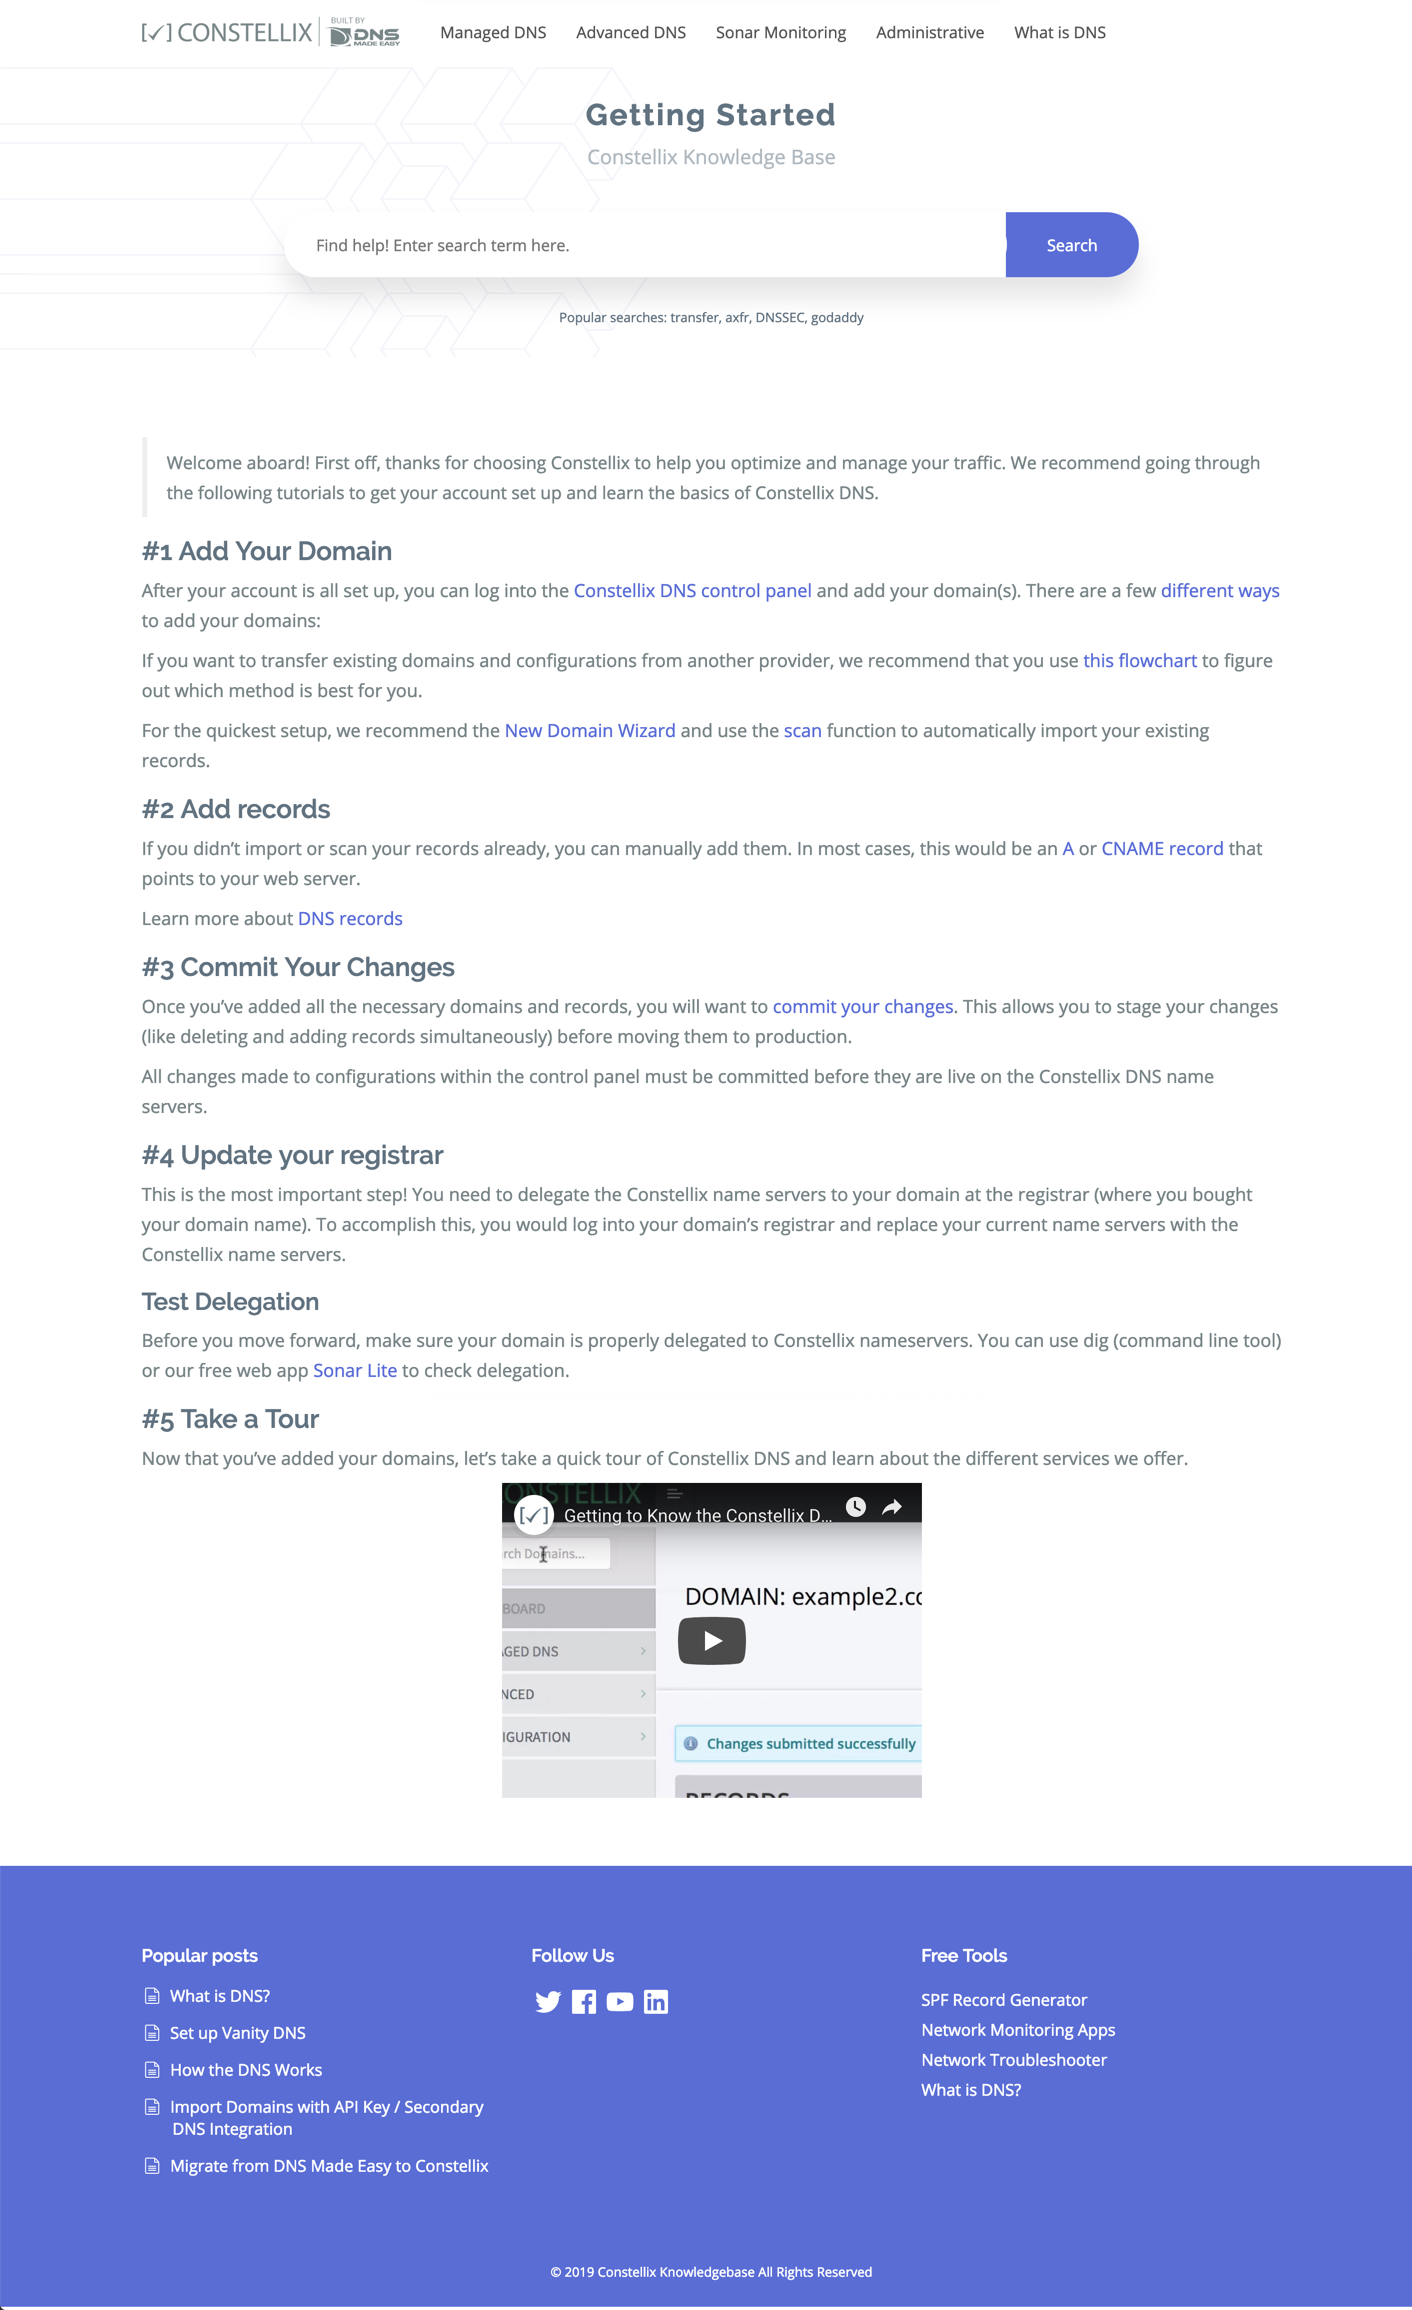 [✓] CONSTELLIX BUILT BY DNS MADE EASY
Managed DNS Advanced DNS Sonar Monitoring Administrative What is DNS
Getting Started
Constellix Knowledge Base
Find help! Enter search term here. Search
Popular searches: transfer, axfr, DNSSEC, godaddy
Welcome aboard! First off, thanks for choosing Constellix to help you optimize and manage your traffic. We recommend going through
the following tutorials to get your account set up and learn the basics of Constellix DNS.
#1 Add Your Domain
After your account is all set up, you can log into the Constellix DNS control panel and add your domain(s). There are a few different ways
to add your domains:
If you want to transfer existing domains and configurations from another provider, we recommend that you use this flowchart to figure
out which method is best for you.
For the quickest setup, we recommend the New Domain Wizard and use the scan function to automatically import your existing
records.
#2 Add records
If you didn’t import or scan your records already, you can manually add them. In most cases, this would be an A or CNAME record that
points to your web server.
Learn more about DNS records
#3 Commit Your Changes
Once you’ve added all the necessary domains and records, you will want to commit your changes. This allows you to stage your changes
(like deleting and adding records simultaneously) before moving them to production.
All changes made to configurations within the control panel must be committed before they are live on the Constellix DNS name
servers.
#4 Update your registrar
This is the most important step! You need to delegate the Constellix name servers to your domain at the registrar (where you bought
your domain name). To accomplish this, you would log into your domain’s registrar and replace your current name servers with the
Constellix name servers.
Test Delegation
Before you move forward, make sure your domain is properly delegated to Constellix nameservers. You can use dig (command line tool)
or our free web app Sonar Lite to check delegation.
#5 Take a Tour
Now that you’ve added your domains, let’s take a quick tour of Constellix DNS and learn about the different services we offer.
CONSTELLIX
[✓] Getting to Know the Constellix D...
rch Domains...
DOMAIN: example2.co
BOARD
AGED DNS
NCED
IGURATION
Changes submitted successfully
RECORDS
Popular posts
What is DNS?
Set up Vanity DNS
How the DNS Works
Import Domains with API Key / Secondary
DNS Integration
Migrate from DNS Made Easy to Constellix
Follow Us
Free Tools
SPF Record Generator
Network Monitoring Apps
Network Troubleshooter
What is DNS?
© 2019 Constellix Knowledgebase All Rights Reserved